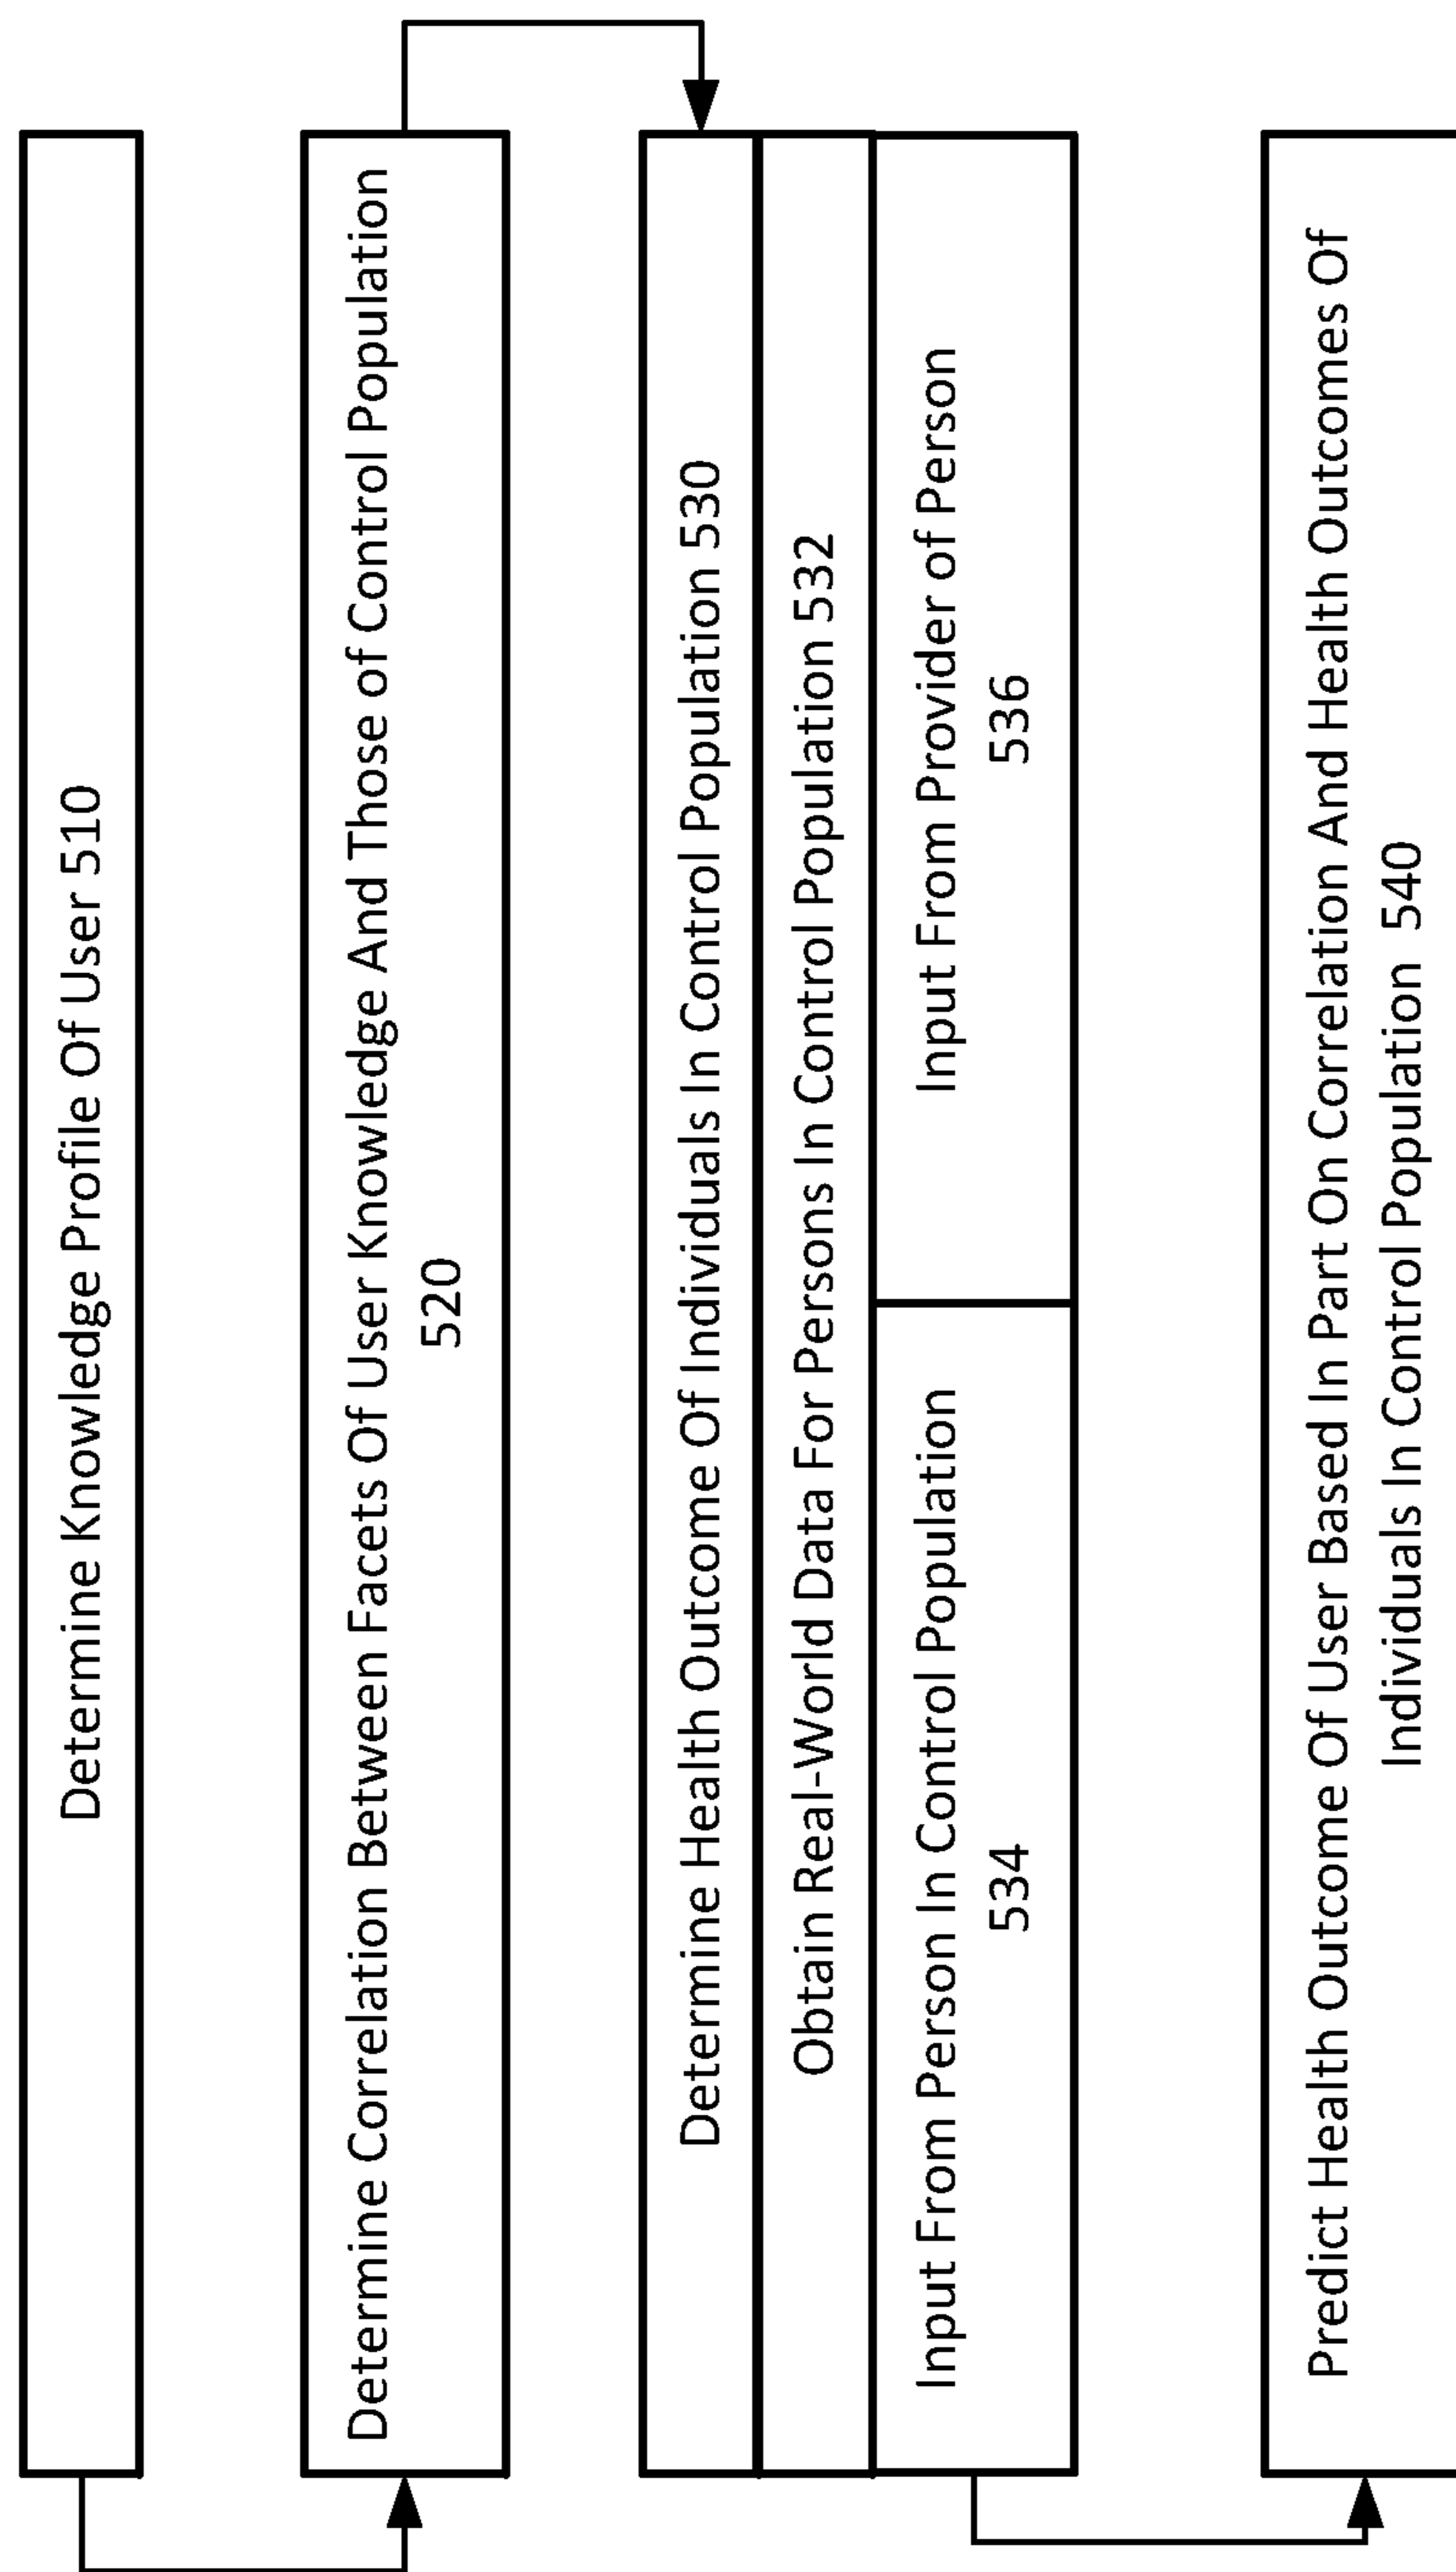 Determine Knowledge Profile Of User 510
Determine Correlation Between Facets Of User Knowledge And Those of Control Population
520
Determine Health Outcome Of Individuals In Control Population 530
Obtain Real-World Data For Persons In Control Population 532
Input From Person In Control Population
534
Input From Provider of Person
536
Predict Health Outcome Of User Based In Part On Correlation And Health Outcomes Of
Individuals In Control Population 540